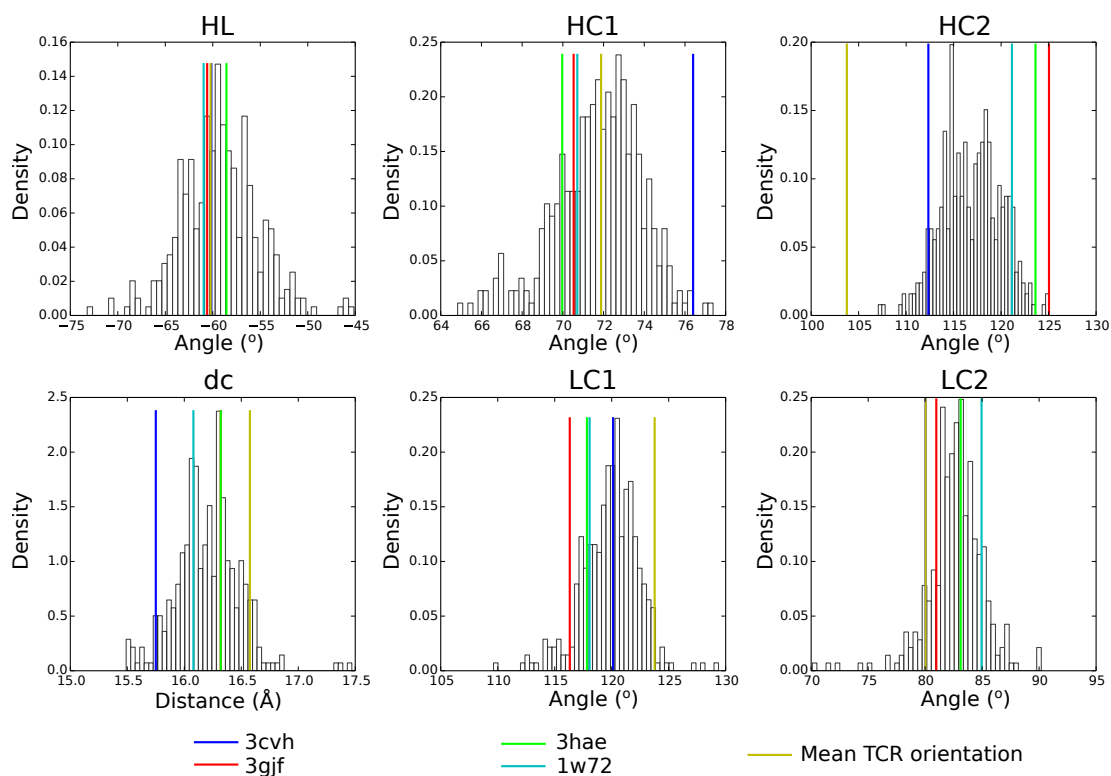 HL
HC1
HC2
0.16
0.14
0.12
0.10
0.08
0.06
0.04
0.02
0.00
Density
−75 −70 −65 −60 −55 −50 −45
Angle (o)
0.25
0.20
0.15
0.10
0.05
0.00
Density
64 66 68 70 72 74 76 78
Angle (o)
0.20
0.15
0.10
0.05
0.00
Density
100 105 110 115 120 125 130
Angle (o)
dc
LC1
LC2
2.5
2.0
1.5
1.0
0.5
0.0
Density
15.0 15.5 16.0 16.5 17.0 17.5
Distance (Å)
0.25
0.20
0.15
0.10
0.05
0.00
Density
105 110 115 120 125 130
Angle (o)
0.25
0.20
0.15
0.10
0.05
0.00
Density
70 75 80 85 90 95
Angle (o)
3cvh
3gjf
3hae
1w72
Mean TCR orientation